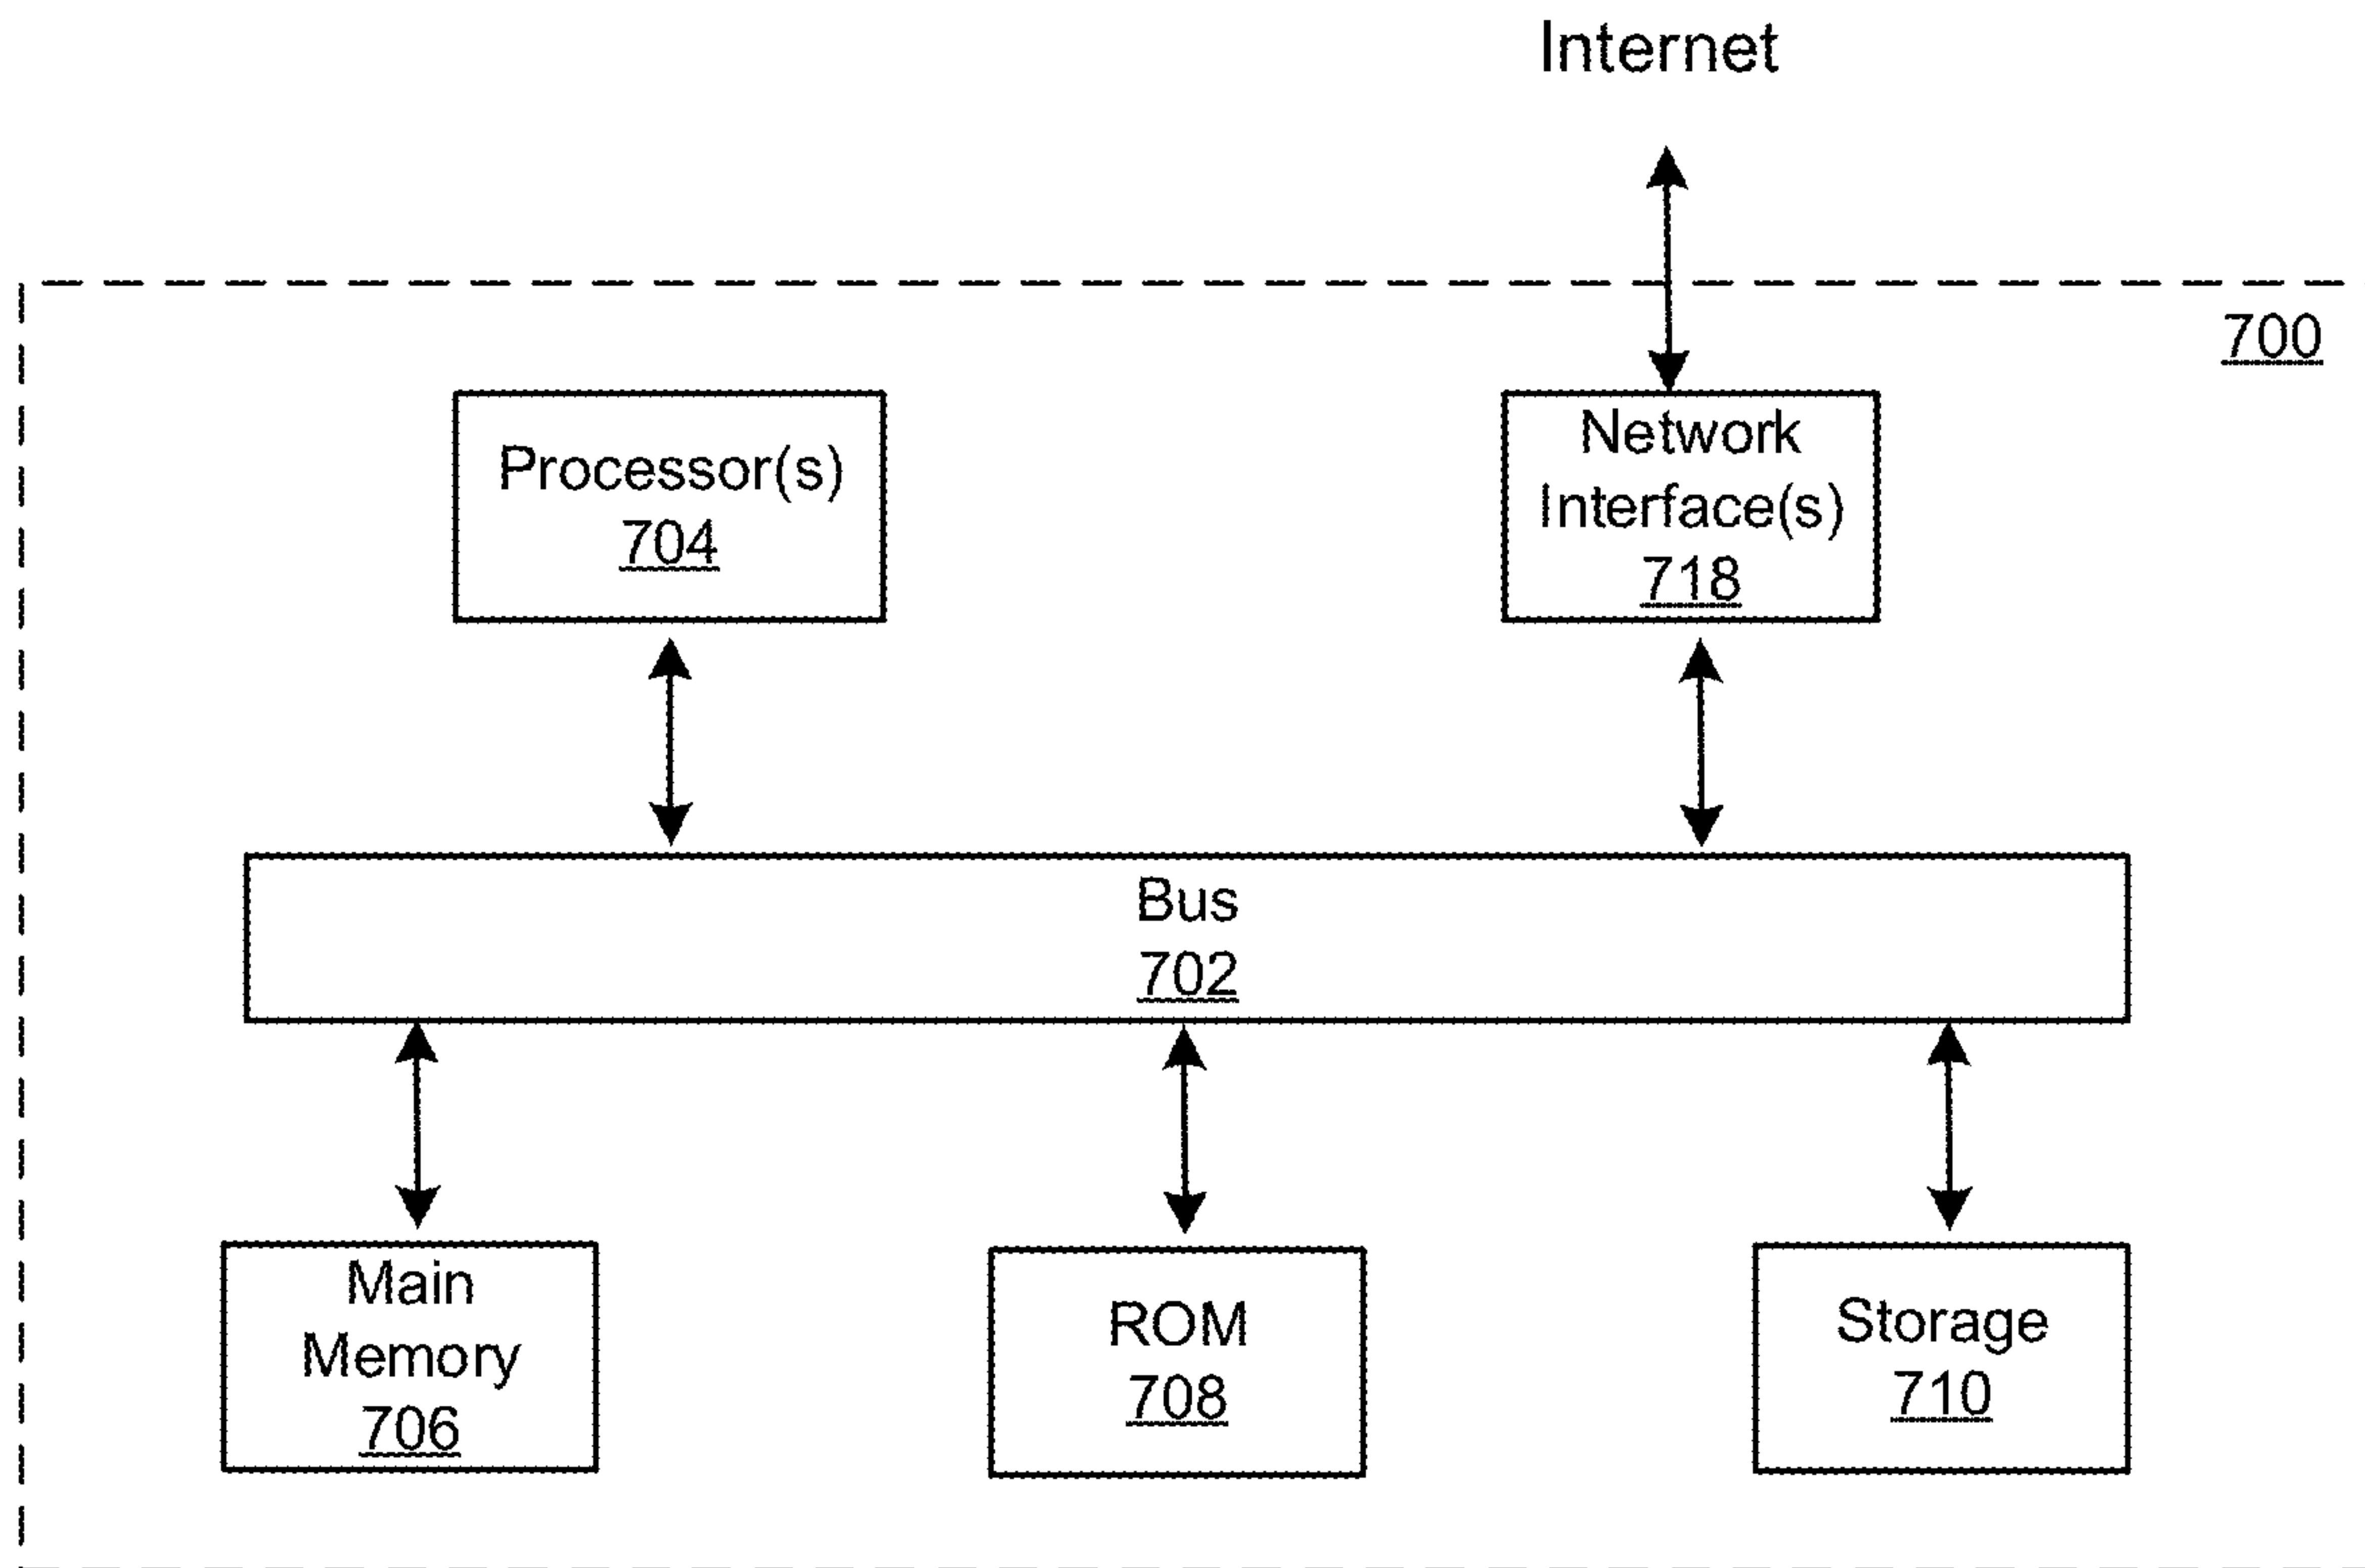 Internet
700
Processor(s)
704
Network
Interface(s)
718
Bus
702
Main
Memory
706
ROM
708
Storage
710